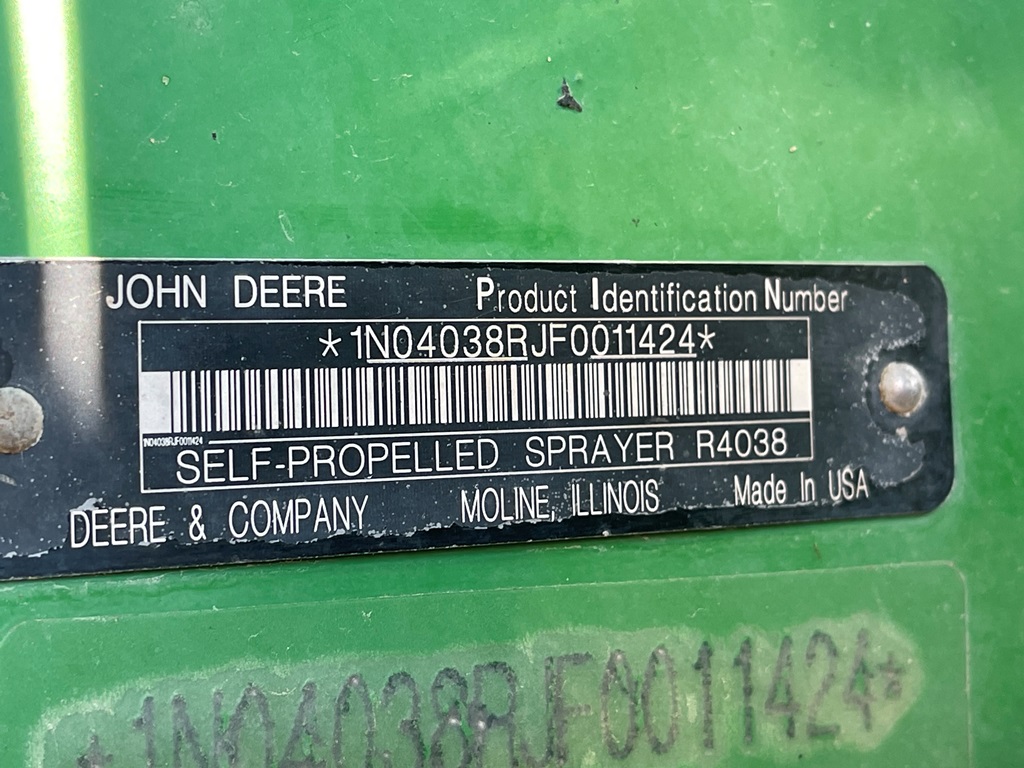 JOHN DEERE Product Identification Number
*1N04038RJF0011424*
1N04038RJF0011424
SELF-PROPELLED SPRAYER R4038
DEERE & COMPANY MOLINE, ILLINOIS Made In USA
*1N04038RJF0011424*